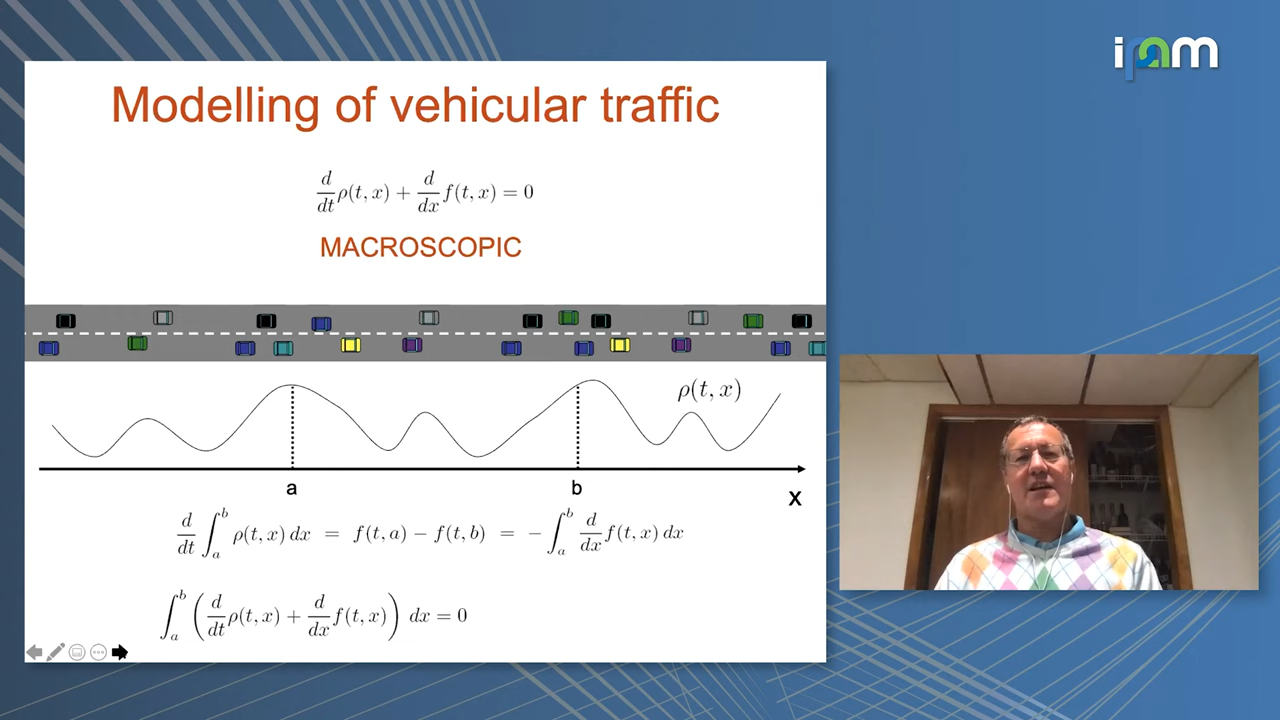 ipam
Modelling of vehicular traffic
d/dt ρ(t, x) + d/dx f(t, x) = 0
MACROSCOPIC
ρ(t, x)
a b x
d/dt ∫_a^b ρ(t, x) dx = f(t, a) − f(t, b) = − ∫_a^b d/dx f(t, x) dx
∫_a^b ( d/dt ρ(t, x) + d/dx f(t, x) ) dx = 0